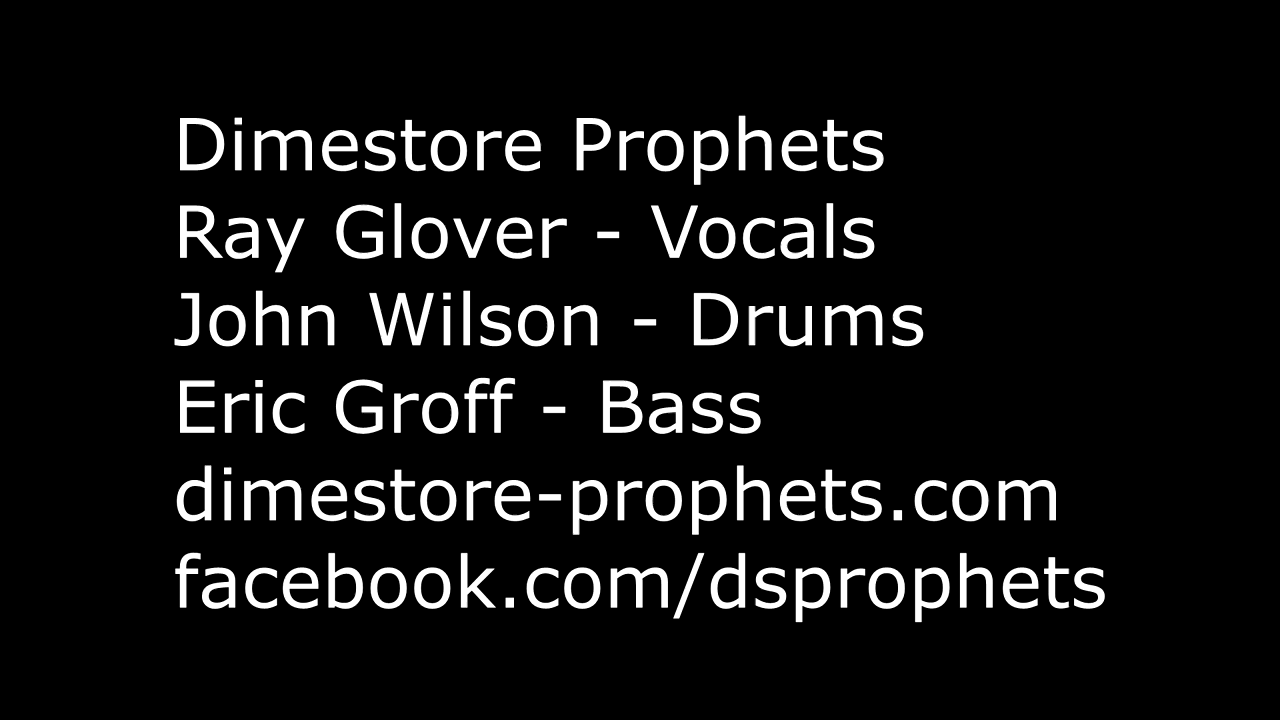 Dimestore Prophets
Ray Glover - Vocals
John Wilson - Drums
Eric Groff - Bass
dimestore-prophets.com
facebook.com/dsprophets